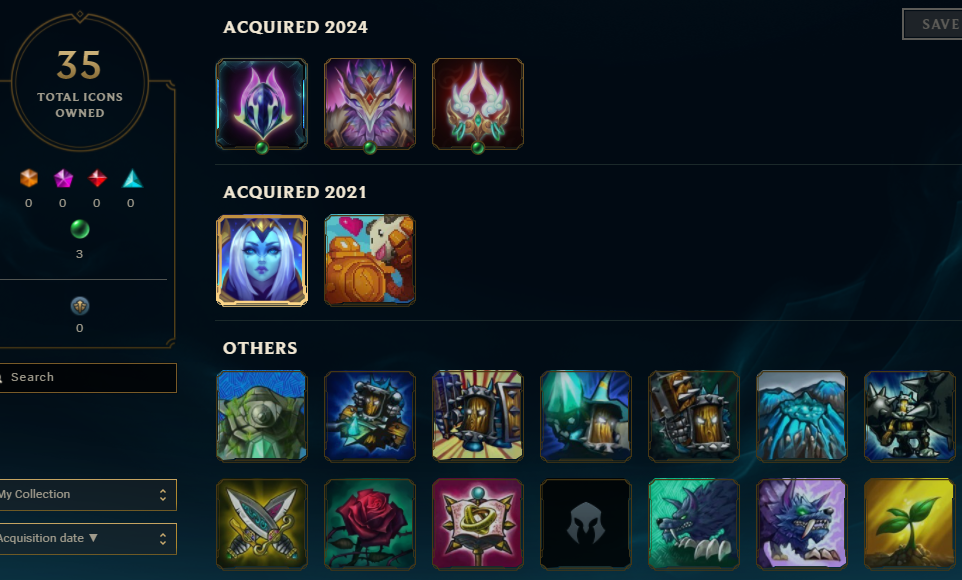 ACQUIRED 2024
SAVE
35
TOTAL ICONS
OWNED
0 0 0 0
3
0
ACQUIRED 2021
OTHERS
Search
My Collection
Acquisition date ▼